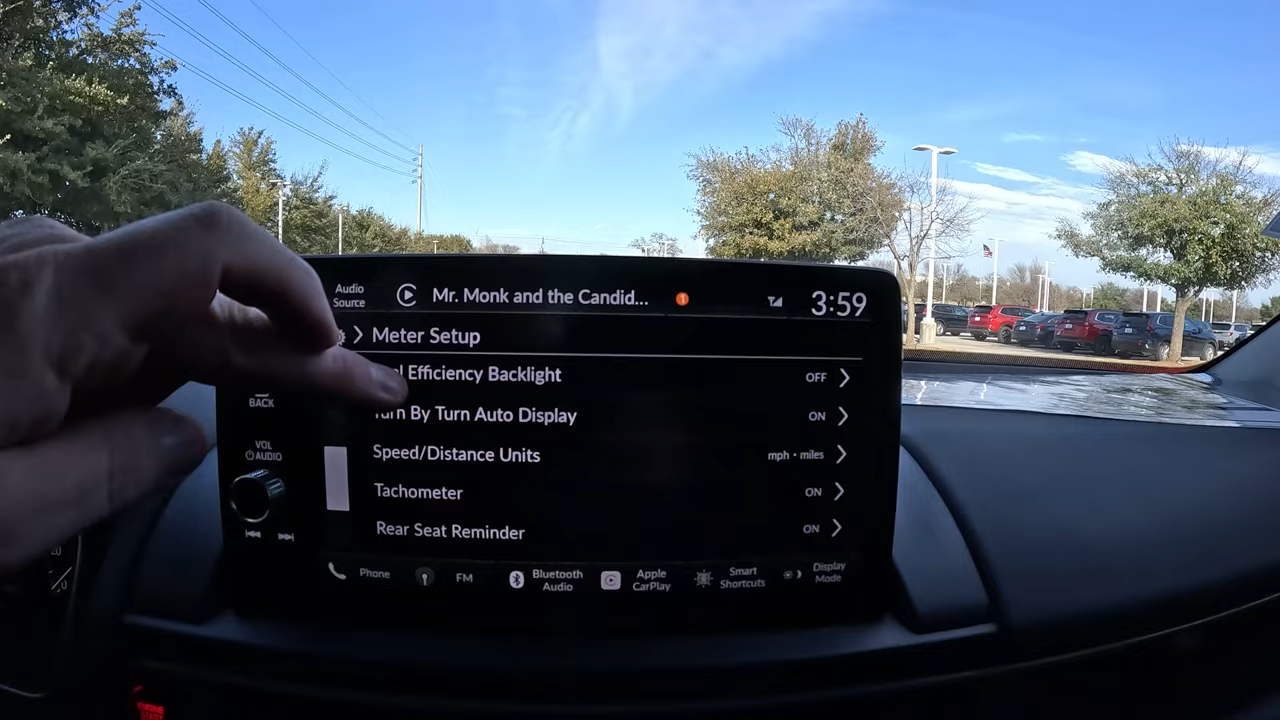 Audio
Source
Mr. Monk and the Candid...
1
3:59
Meter Setup
Efficiency Backlight
OFF
BACK
Turn By Turn Auto Display
ON
VOL
AUDIO
Speed/Distance Units
mph • miles
Tachometer
ON
Rear Seat Reminder
ON
Phone
FM
Bluetooth
Audio
Apple
CarPlay
Smart
Shortcuts
Display
Mode
ENGINE